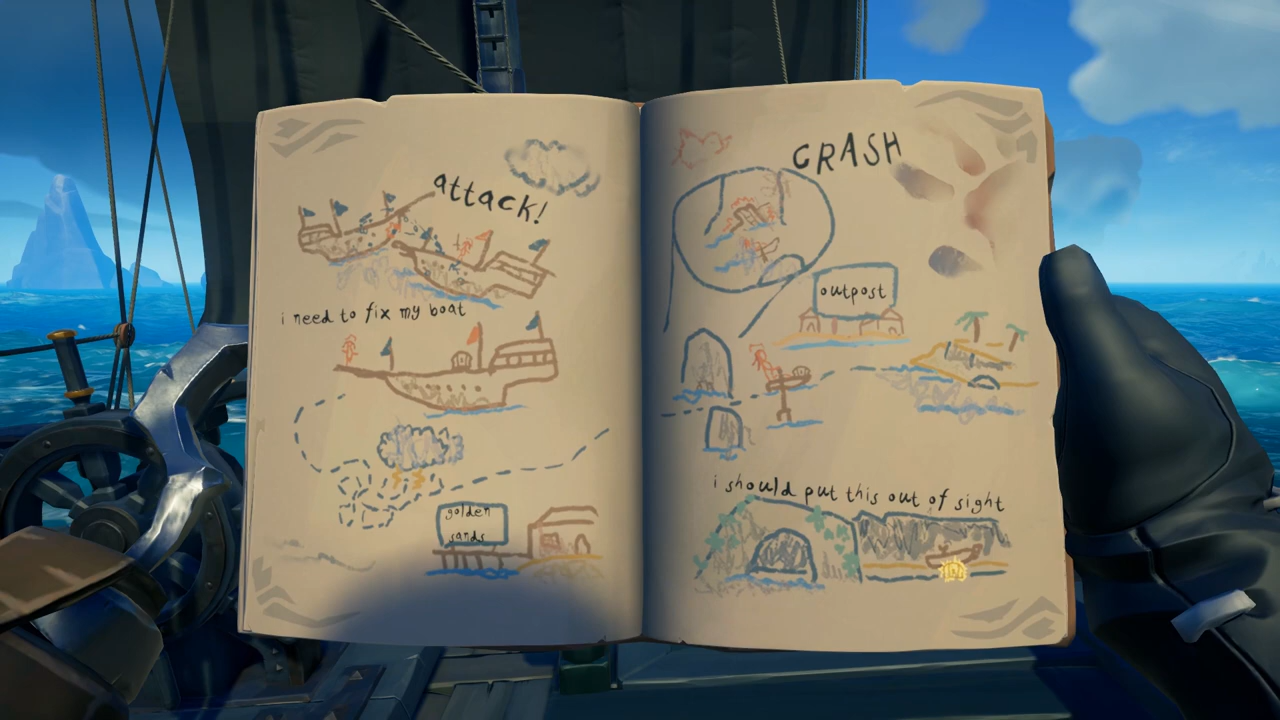 attack!
i need to fix my boat
golden
sands
CRASH
outpost
i should put this out of sight